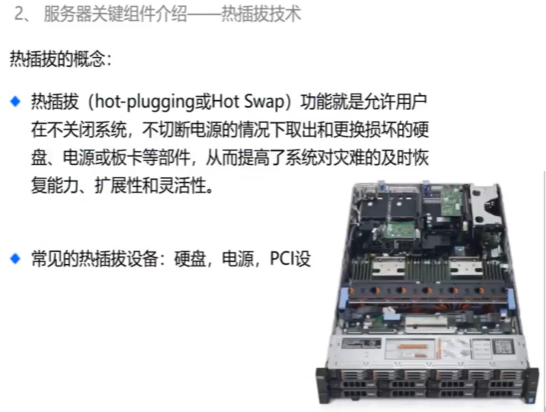 2、 服务器关键组件介绍——热插拔技术
热插拔的概念：
热插拔（hot-plugging或Hot Swap）功能就是允许用户
在不关闭系统，不切断电源的情况下取出和更换损坏的硬
盘、电源或板卡等部件，从而提高了系统对灾难的及时恢
复能力、扩展性和灵活性。
常见的热插拔设备：硬盘，电源，PCI设